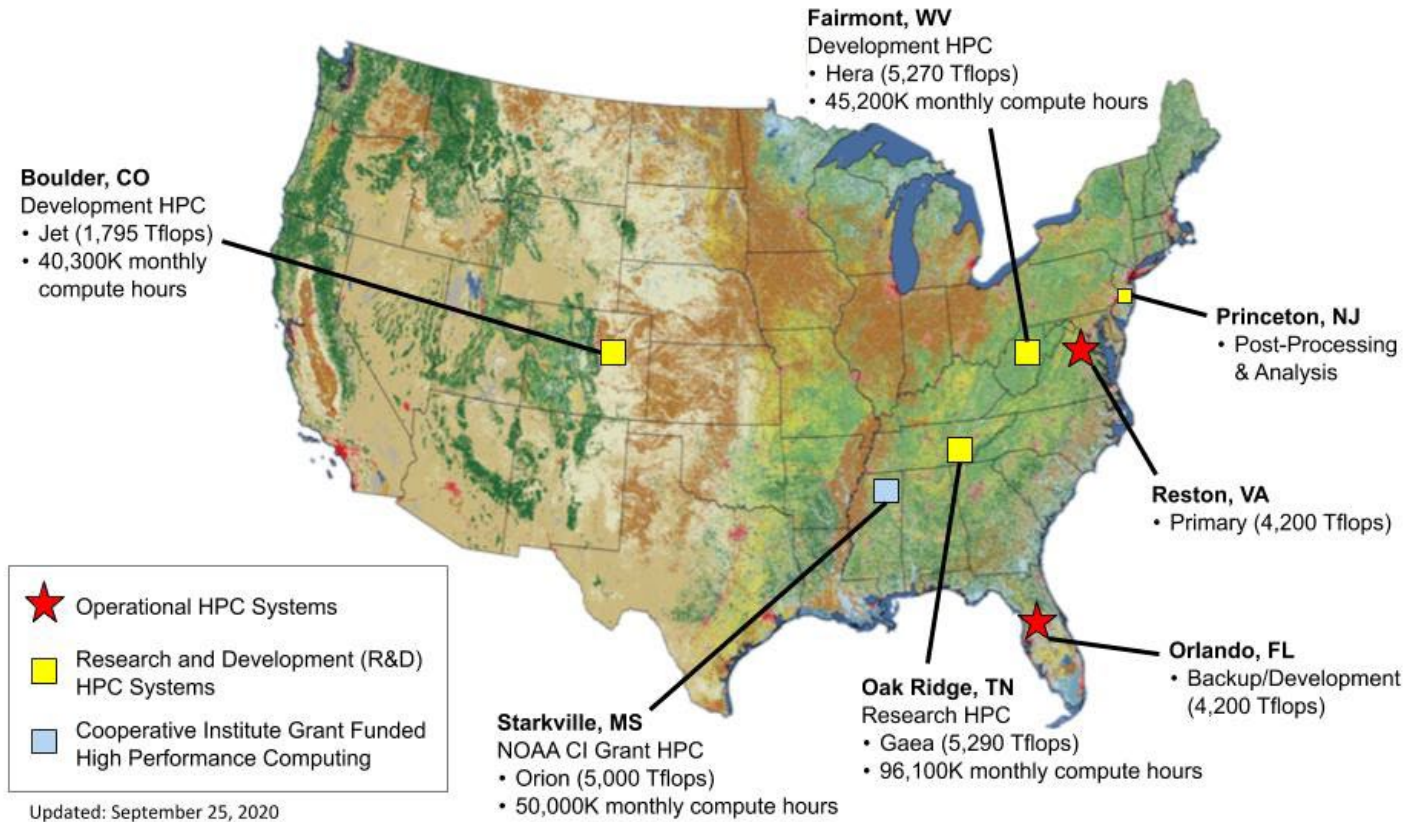 Fairmont, WV
Development HPC
• Hera (5,270 Tflops)
• 45,200K monthly compute hours
Boulder, CO
Development HPC
• Jet (1,795 Tflops)
• 40,300K monthly
compute hours
Princeton, NJ
• Post-Processing
& Analysis
Reston, VA
• Primary (4,200 Tflops)
Orlando, FL
• Backup/Development
(4,200 Tflops)
Oak Ridge, TN
Research HPC
• Gaea (5,290 Tflops)
• 96,100K monthly compute hours
Starkville, MS
NOAA CI Grant HPC
• Orion (5,000 Tflops)
• 50,000K monthly compute hours
Operational HPC Systems
Research and Development (R&D)
HPC Systems
Cooperative Institute Grant Funded
High Performance Computing
Updated: September 25, 2020